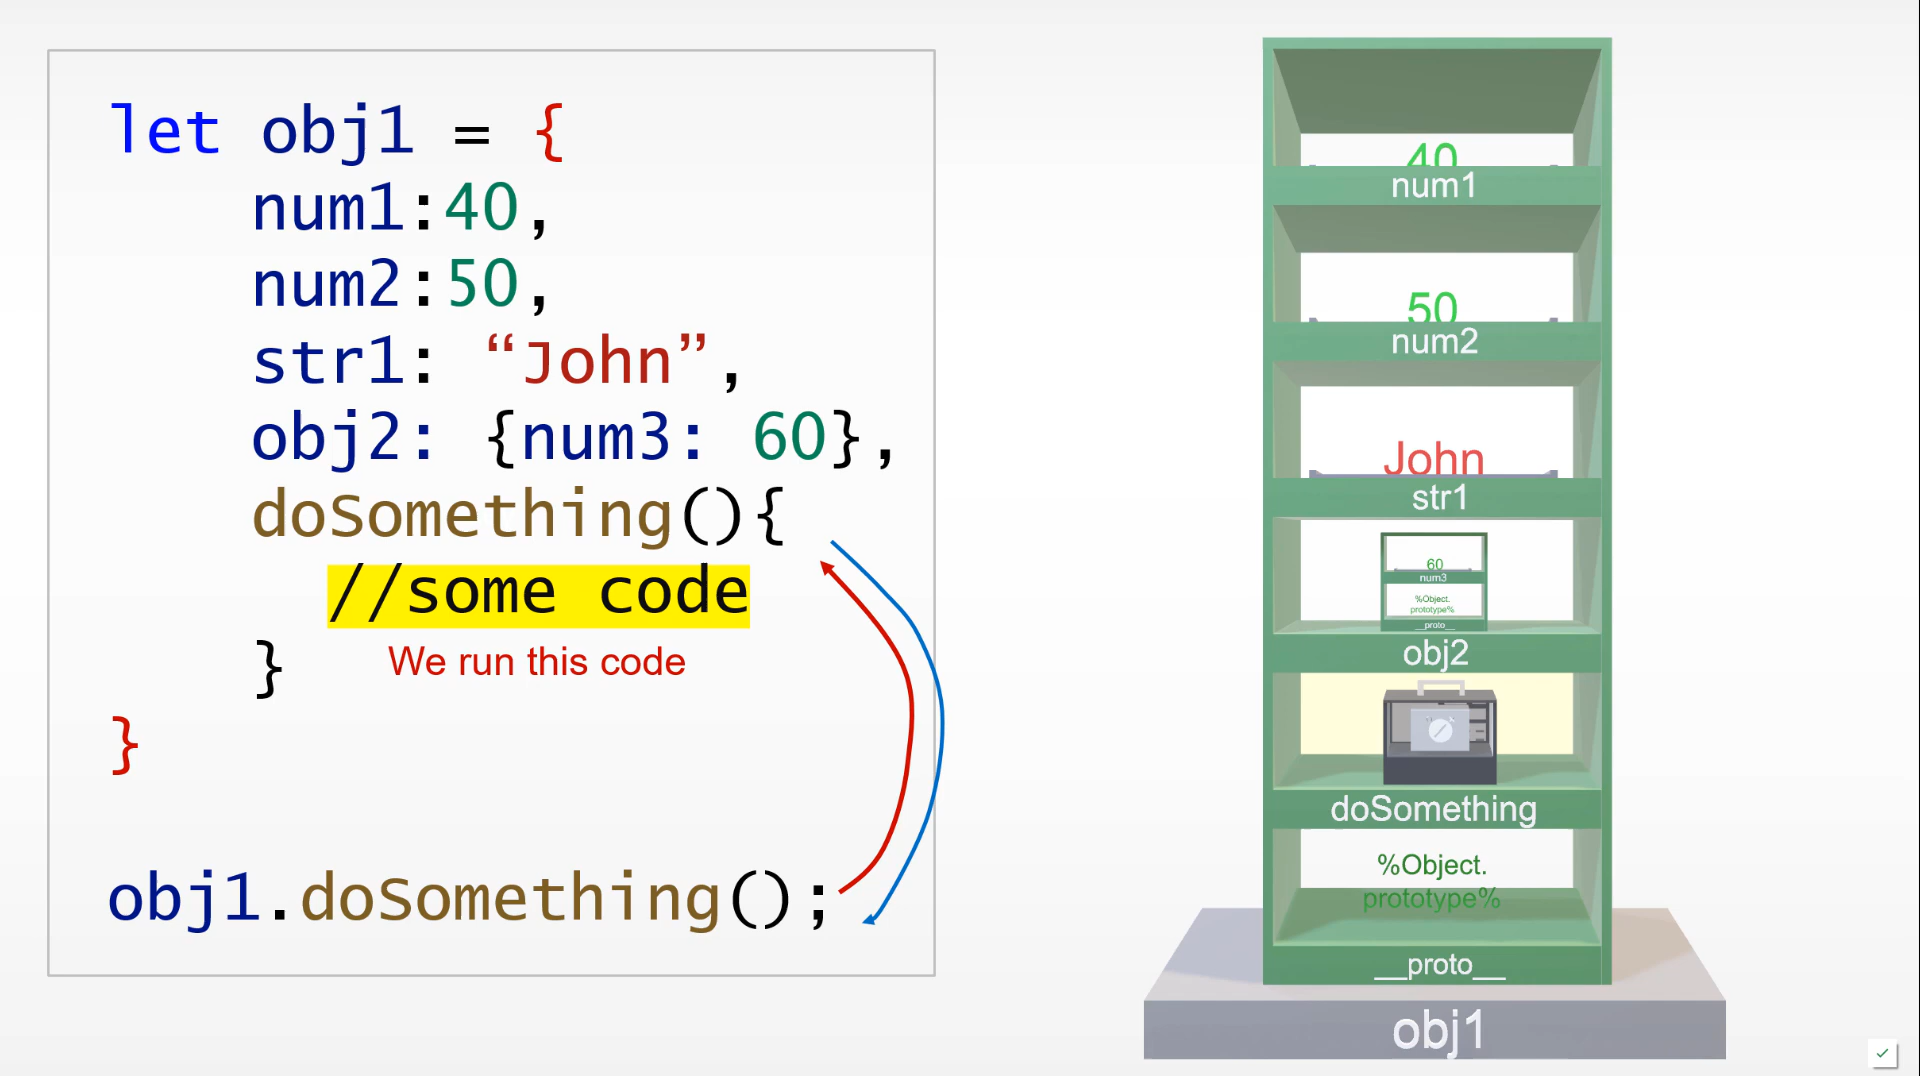 let obj1 = {
num1:40,
num2:50,
str1: “John”,
obj2: {num3: 60},
doSomething(){
//some code
}
We run this code
}
obj1.doSomething();
40
num1
50
num2
John
str1
60
num3
%Object.
prototype%
__proto__
obj2
doSomething
%Object.
prototype%
__proto__
obj1